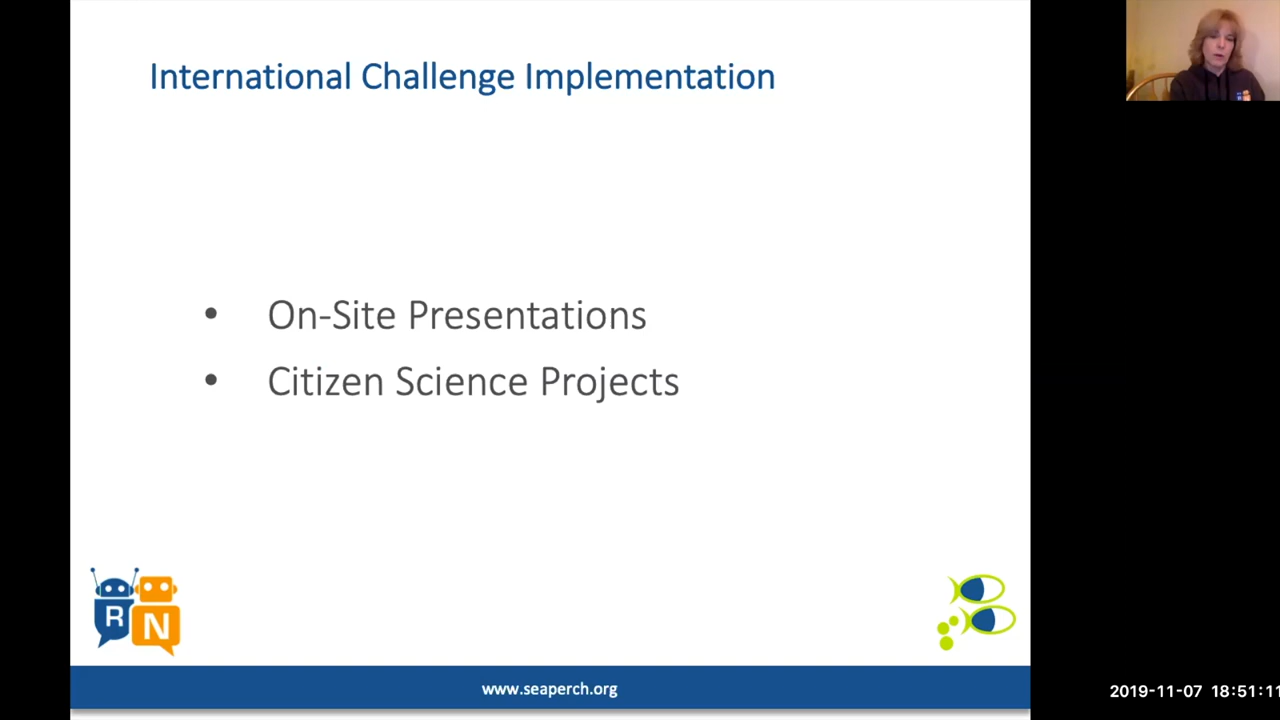 International Challenge Implementation
• On-Site Presentations
• Citizen Science Projects
R N
www.seaperch.org
2019-11-07 18:51:11